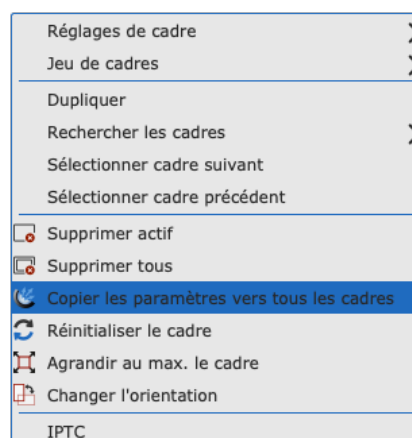 Réglages de cadre
Jeu de cadres
Dupliquer
Rechercher les cadres
Sélectionner cadre suivant
Sélectionner cadre précédent
Supprimer actif
Supprimer tous
Copier les paramètres vers tous les cadres
Réinitialiser le cadre
Agrandir au max. le cadre
Changer l'orientation
IPTC